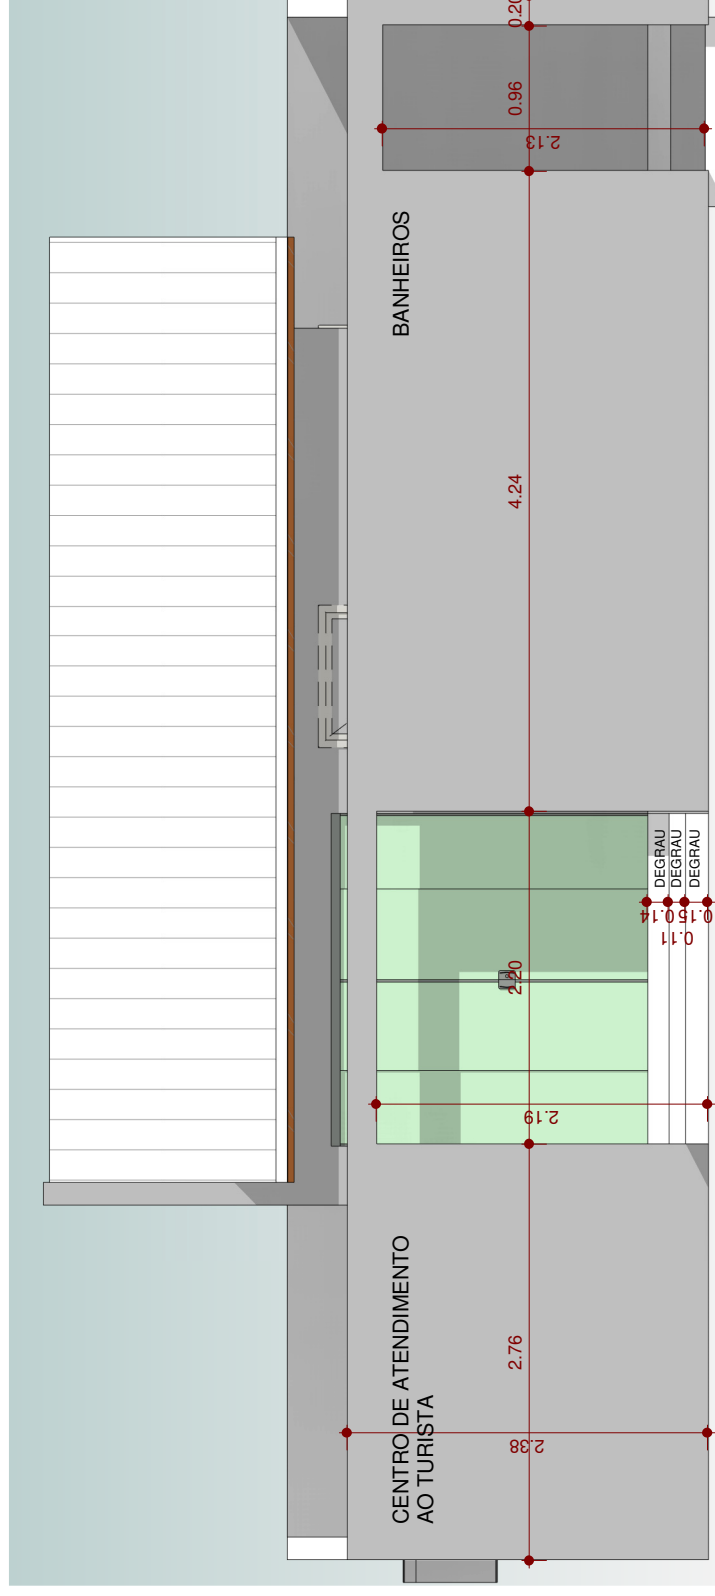 CENTRO DE ATENDIMENTO
AO TURISTA
BANHEIROS
2.76
2.20
4.24
0.96
0.20
2.38
2.19
2.13
DEGRAU
DEGRAU
DEGRAU
0.14
0.11
0.15